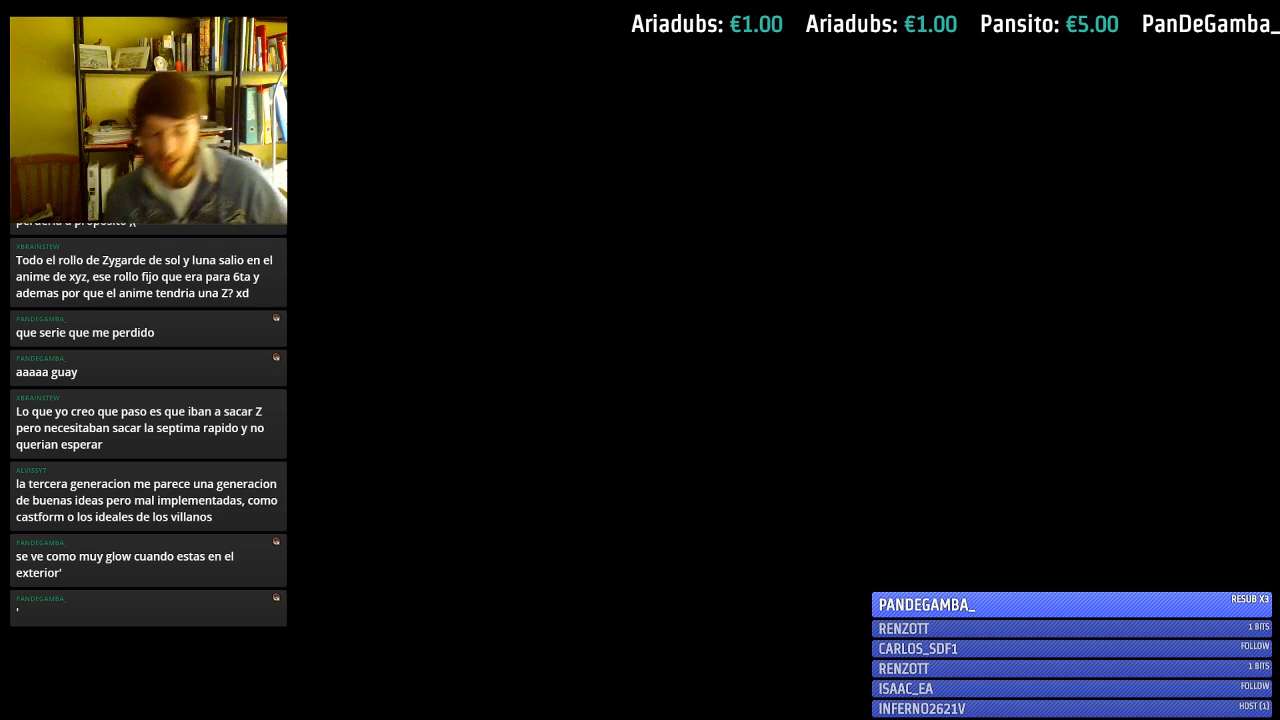 Ariadubs: €1.00 Ariadubs: €1.00 Pansito: €5.00 PanDeGamba_
perderia a proposito ;(
XBRAINSTEW
Todo el rollo de Zygarde de sol y luna salio en el
anime de xyz, ese rollo fijo que era para 6ta y
ademas por que el anime tendria una Z? xd
PANDEGAMBA_
que serie que me perdido
PANDEGAMBA_
aaaaa guay
XBRAINSTEW
Lo que yo creo que paso es que iban a sacar Z
pero necesitaban sacar la septima rapido y no
querian esperar
ALVISSYT
la tercera generacion me parece una generacion
de buenas ideas pero mal implementadas, como
castform o los ideales de los villanos
PANDEGAMBA_
se ve como muy glow cuando estas en el
exterior'
PANDEGAMBA_
'
PANDEGAMBA_ RESUB X3
RENZOTT 1 BITS
CARLOS_SDF1 FOLLOW
RENZOTT 1 BITS
ISAAC_EA FOLLOW
INFERNO2621V HOST (1)